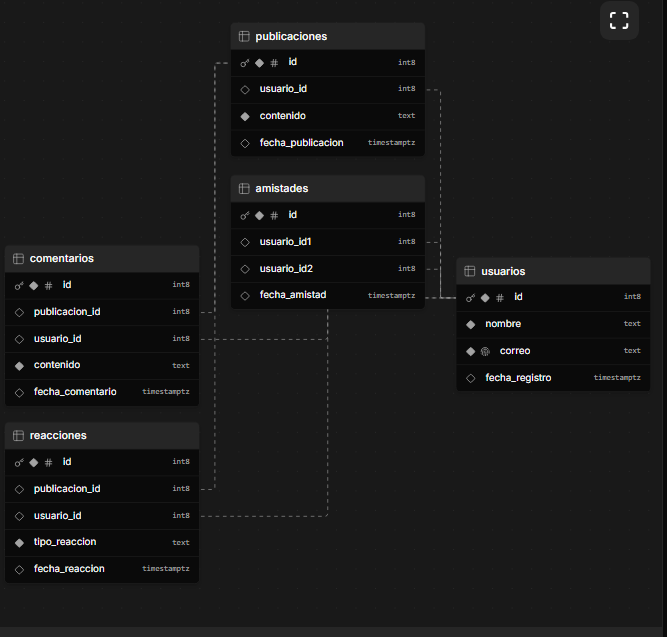 publicaciones
id int8
usuario_id int8
contenido text
fecha_publicacion timestamptz
amistades
id int8
usuario_id1 int8
usuario_id2 int8
fecha_amistad timestamptz
comentarios
id int8
publicacion_id int8
usuario_id int8
contenido text
fecha_comentario timestamptz
usuarios
id int8
nombre text
correo text
fecha_registro timestamptz
reacciones
id int8
publicacion_id int8
usuario_id int8
tipo_reaccion text
fecha_reaccion timestamptz